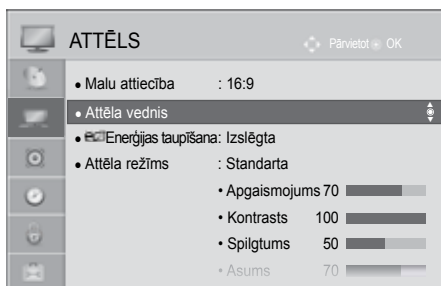 ATTĒLS
Pārvietot OK
• Malu attiecība : 16:9
• Attēla vednis
• Enerģijas taupīšana: Izslēgta
• Attēla režīms : Standarta
• Apgaismojums 70
• Kontrasts 100
• Spilgtums 50
• Asums 70